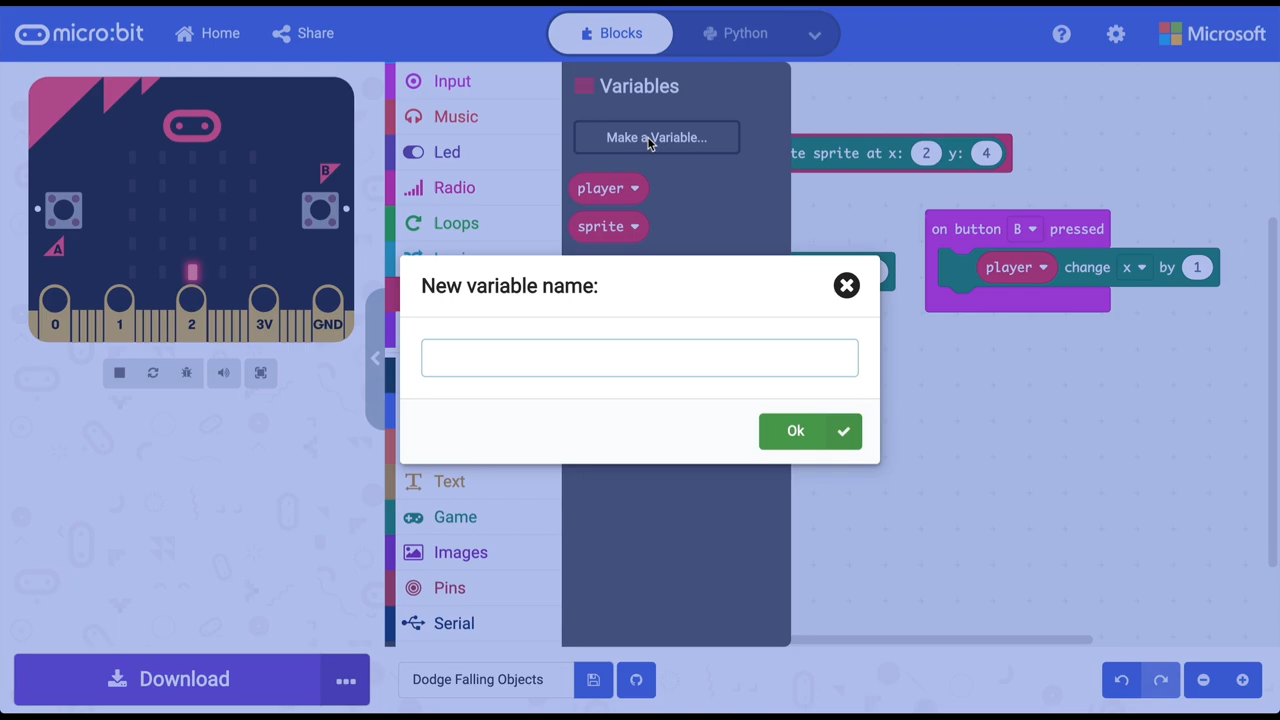 micro:bit
Home
Share
Blocks
Python
Microsoft
B
A
0 1 2 3V GND
Input
Music
Led
Radio
Loops
Text
Game
Images
Pins
Serial
Variables
Make a Variable...
player
sprite
te sprite at x: 2 y: 4
on button B pressed
player change x by 1
New variable name:
Ok
Download
Dodge Falling Objects